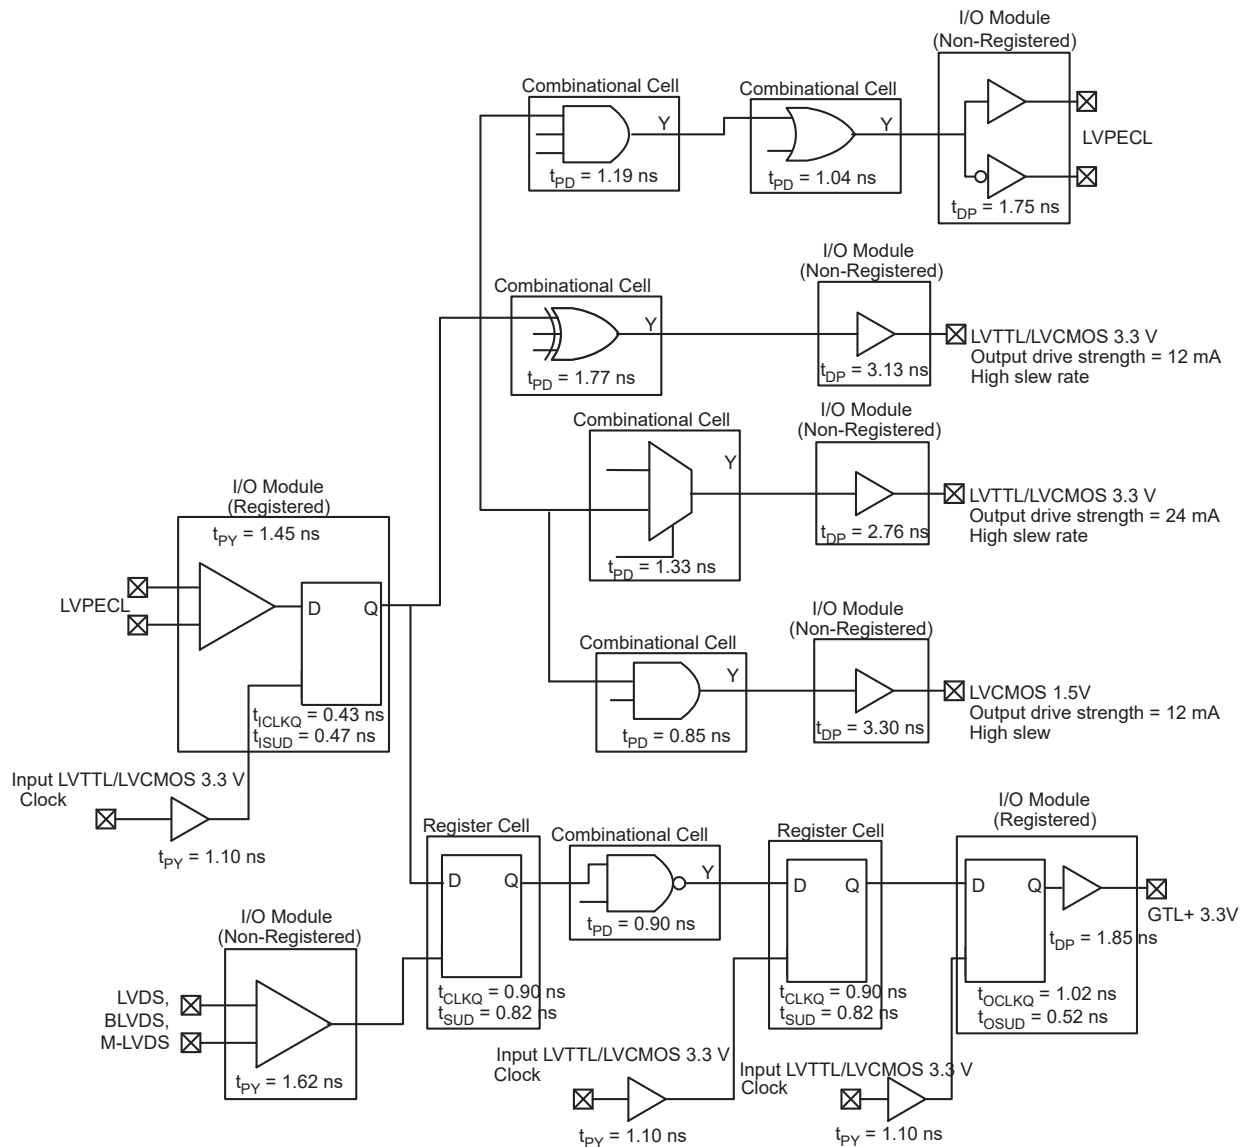 I/O Module
(Non-Registered)
Combinational Cell
Y
tPD = 1.19 ns
Combinational Cell
Y
tPD = 1.04 ns
LVPECL
tDP = 1.75 ns
Combinational Cell
Y
tPD = 1.77 ns
I/O Module
(Non-Registered)
tDP = 3.13 ns
LVTTL/LVCMOS 3.3 V
Output drive strength = 12 mA
High slew rate
Combinational Cell
Y
tPD = 1.33 ns
I/O Module
(Non-Registered)
tDP = 2.76 ns
LVTTL/LVCMOS 3.3 V
Output drive strength = 24 mA
High slew rate
I/O Module
(Registered)
tPY = 1.45 ns
LVPECL
D
Q
tICLKQ = 0.43 ns
tISUD = 0.47 ns
Input LVTTL/LVCMOS 3.3 V
Clock
tPY = 1.10 ns
Combinational Cell
Y
tPD = 0.85 ns
I/O Module
(Non-Registered)
tDP = 3.30 ns
LVCMOS 1.5V
Output drive strength = 12 mA
High slew
I/O Module
(Non-Registered)
LVDS,
BLVDS,
M-LVDS
tPY = 1.62 ns
Register Cell
D
Q
tCLKQ = 0.90 ns
tSUD = 0.82 ns
Combinational Cell
Y
tPD = 0.90 ns
Register Cell
D
Q
tCLKQ = 0.90 ns
tSUD = 0.82 ns
I/O Module
(Registered)
D
Q
tDP = 1.85 ns
tOCLKQ = 1.02 ns
tOSUD = 0.52 ns
GTL+ 3.3V
Input LVTTL/LVCMOS 3.3 V
Clock
tPY = 1.10 ns
Input LVTTL/LVCMOS 3.3 V
Clock
tPY = 1.10 ns